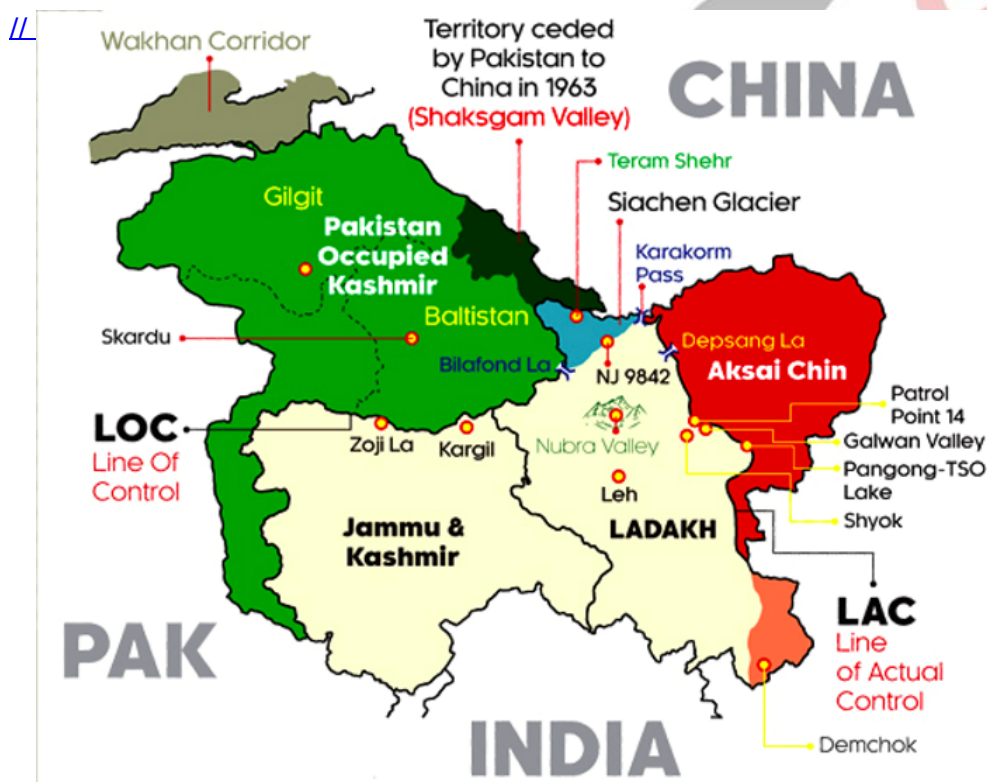 //
Wakhan Corridor
Territory ceded
by Pakistan to
China in 1963
(Shaksgam Valley)
CHINA
Teram Shehr
Gilgit
Siachen Glacier
Pakistan
Occupied
Kashmir
Karakorm
Pass
Baltistan
Skardu
Depsang La
Bilafond La
NJ 9842
Aksai Chin
Patrol
Point 14
LOC
Line Of
Control
Zoji La
Kargil
Nubra Valley
Galwan Valley
Pangong-TSO
Lake
Leh
Shyok
Jammu &
Kashmir
LADAKH
PAK
LAC
Line
of Actual
Control
INDIA
Demchok